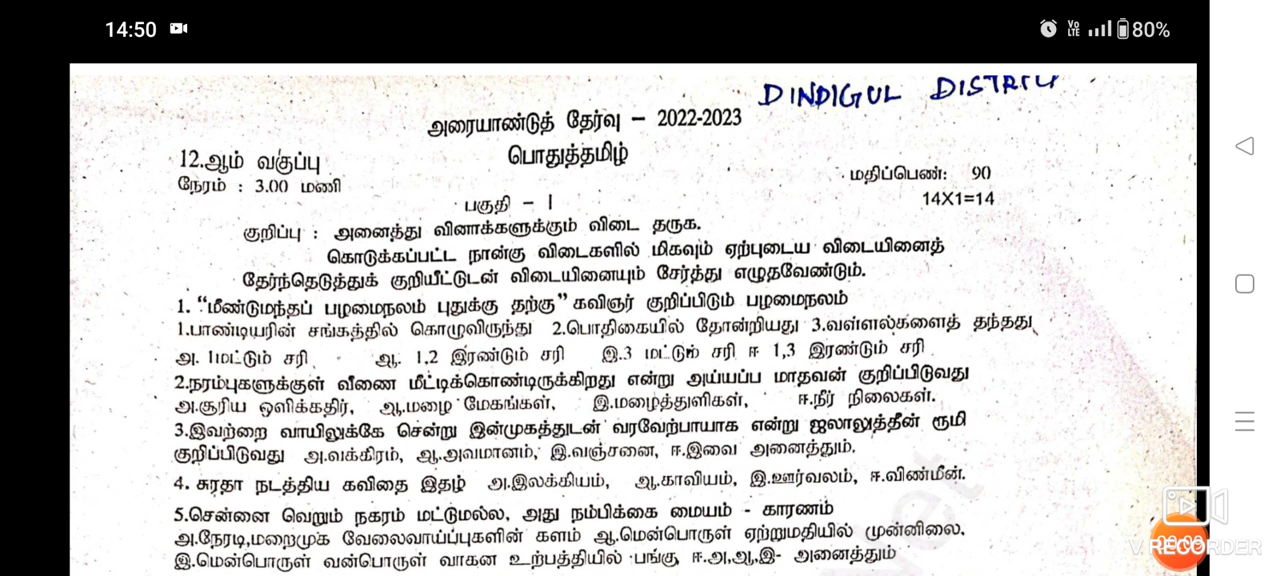 14:50
Vo LTE 80%
DINDIGUL DISTRICT
அரையாண்டுத் தேர்வு – 2022-2023
12.ஆம் வகுப்பு
பொதுத்தமிழ்
நேரம் : 3.00 மணி
மதிப்பெண்: 90
பகுதி – I
14X1=14
குறிப்பு : அனைத்து வினாக்களுக்கும் விடை தருக.
கொடுக்கப்பட்ட நான்கு விடைகளில் மிகவும் ஏற்புடைய விடையினைத்
தேர்ந்தெடுத்துக் குறியீட்டுடன் விடையினையும் சேர்த்து எழுதவேண்டும்.
1. “மீண்டுமந்தப் பழமைநலம் புதுக்கு தற்கு” கவிஞர் குறிப்பிடும் பழமைநலம்
1.பாண்டியரின் சங்கத்தில் கொழுவிருந்து 2.பொதிகையில் தோன்றியது 3.வள்ளல்களைத் தந்தது
அ. 1மட்டும் சரி ஆ. 1,2 இரண்டும் சரி இ.3 மட்டும் சரி ஈ 1,3 இரண்டும் சரி
2.நரம்புகளுக்குள் வீணை மீட்டிக்கொண்டிருக்கிறது என்று அய்யப்ப மாதவன் குறிப்பிடுவது
அ.சூரிய ஒளிக்கதிர், ஆ.மழை மேகங்கள், இ.மழைத்துளிகள், ஈ.நீர் நிலைகள்.
3.இவற்றை வாயிலுக்கே சென்று இன்முகத்துடன் வரவேற்பாயாக என்று ஜலாலுத்தீன் ரூமி
குறிப்பிடுவது அ.வக்கிரம், ஆ.அவமானம், இ.வஞ்சனை, ஈ.இவை அனைத்தும்.
4. சுரதா நடத்திய கவிதை இதழ் அ.இலக்கியம், ஆ.காவியம், இ.ஊர்வலம், ஈ.விண்மீன்.
5.சென்னை வெறும் நகரம் மட்டுமல்ல, அது நம்பிக்கை மையம் - காரணம்
அ.நேரடி,மறைமுக வேலைவாய்ப்புகளின் களம் ஆ.மென்பொருள் ஏற்றுமதியில் முன்னிலை.
இ.மென்பொருள் வன்பொருள் வாகன உற்பத்தியில் பங்கு ஈ.அ,ஆ,இ- அனைத்தும்
V.RECORDER